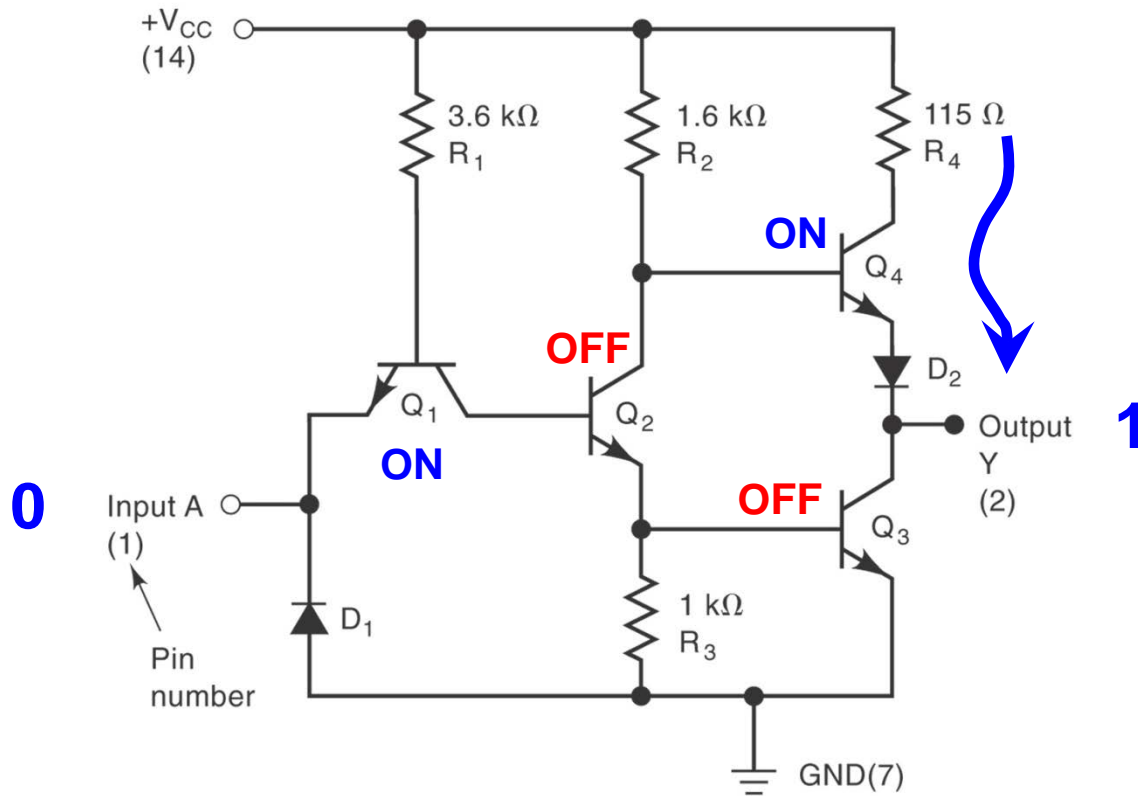 +VCC
(14)
3.6 kΩ
R1
1.6 kΩ
R2
115 Ω
R4
ON
Q4
OFF
D2
Q1
Q2
ON
Output
Y
(2)
1
0
Input A
(1)
OFF
Q3
D1
1 kΩ
R3
Pin
number
GND(7)